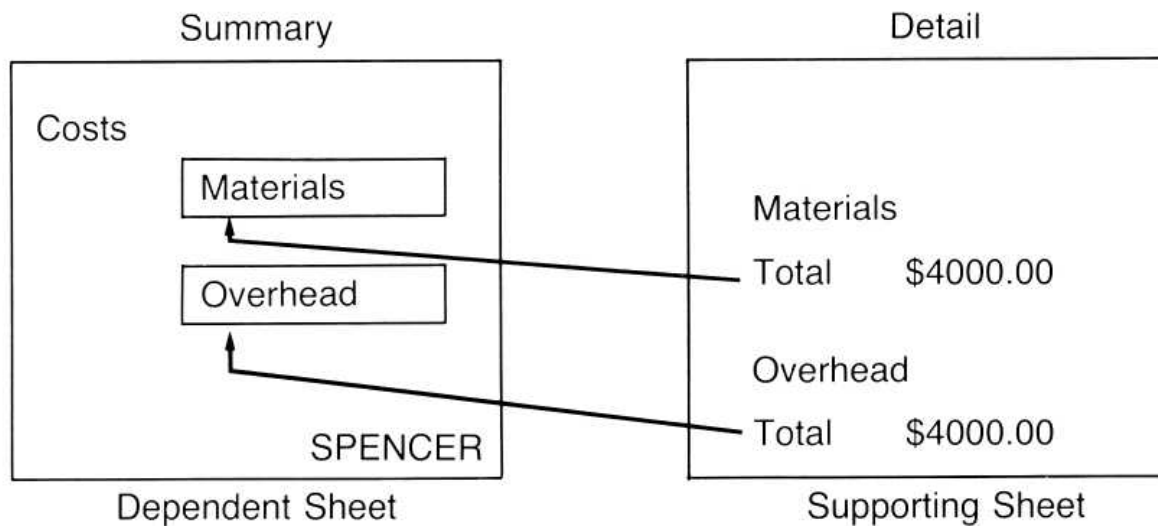 Summary
Costs
Materials
Overhead
SPENCER
Dependent Sheet
Detail
Materials
Total $4000.00
Overhead
Total $4000.00
Supporting Sheet